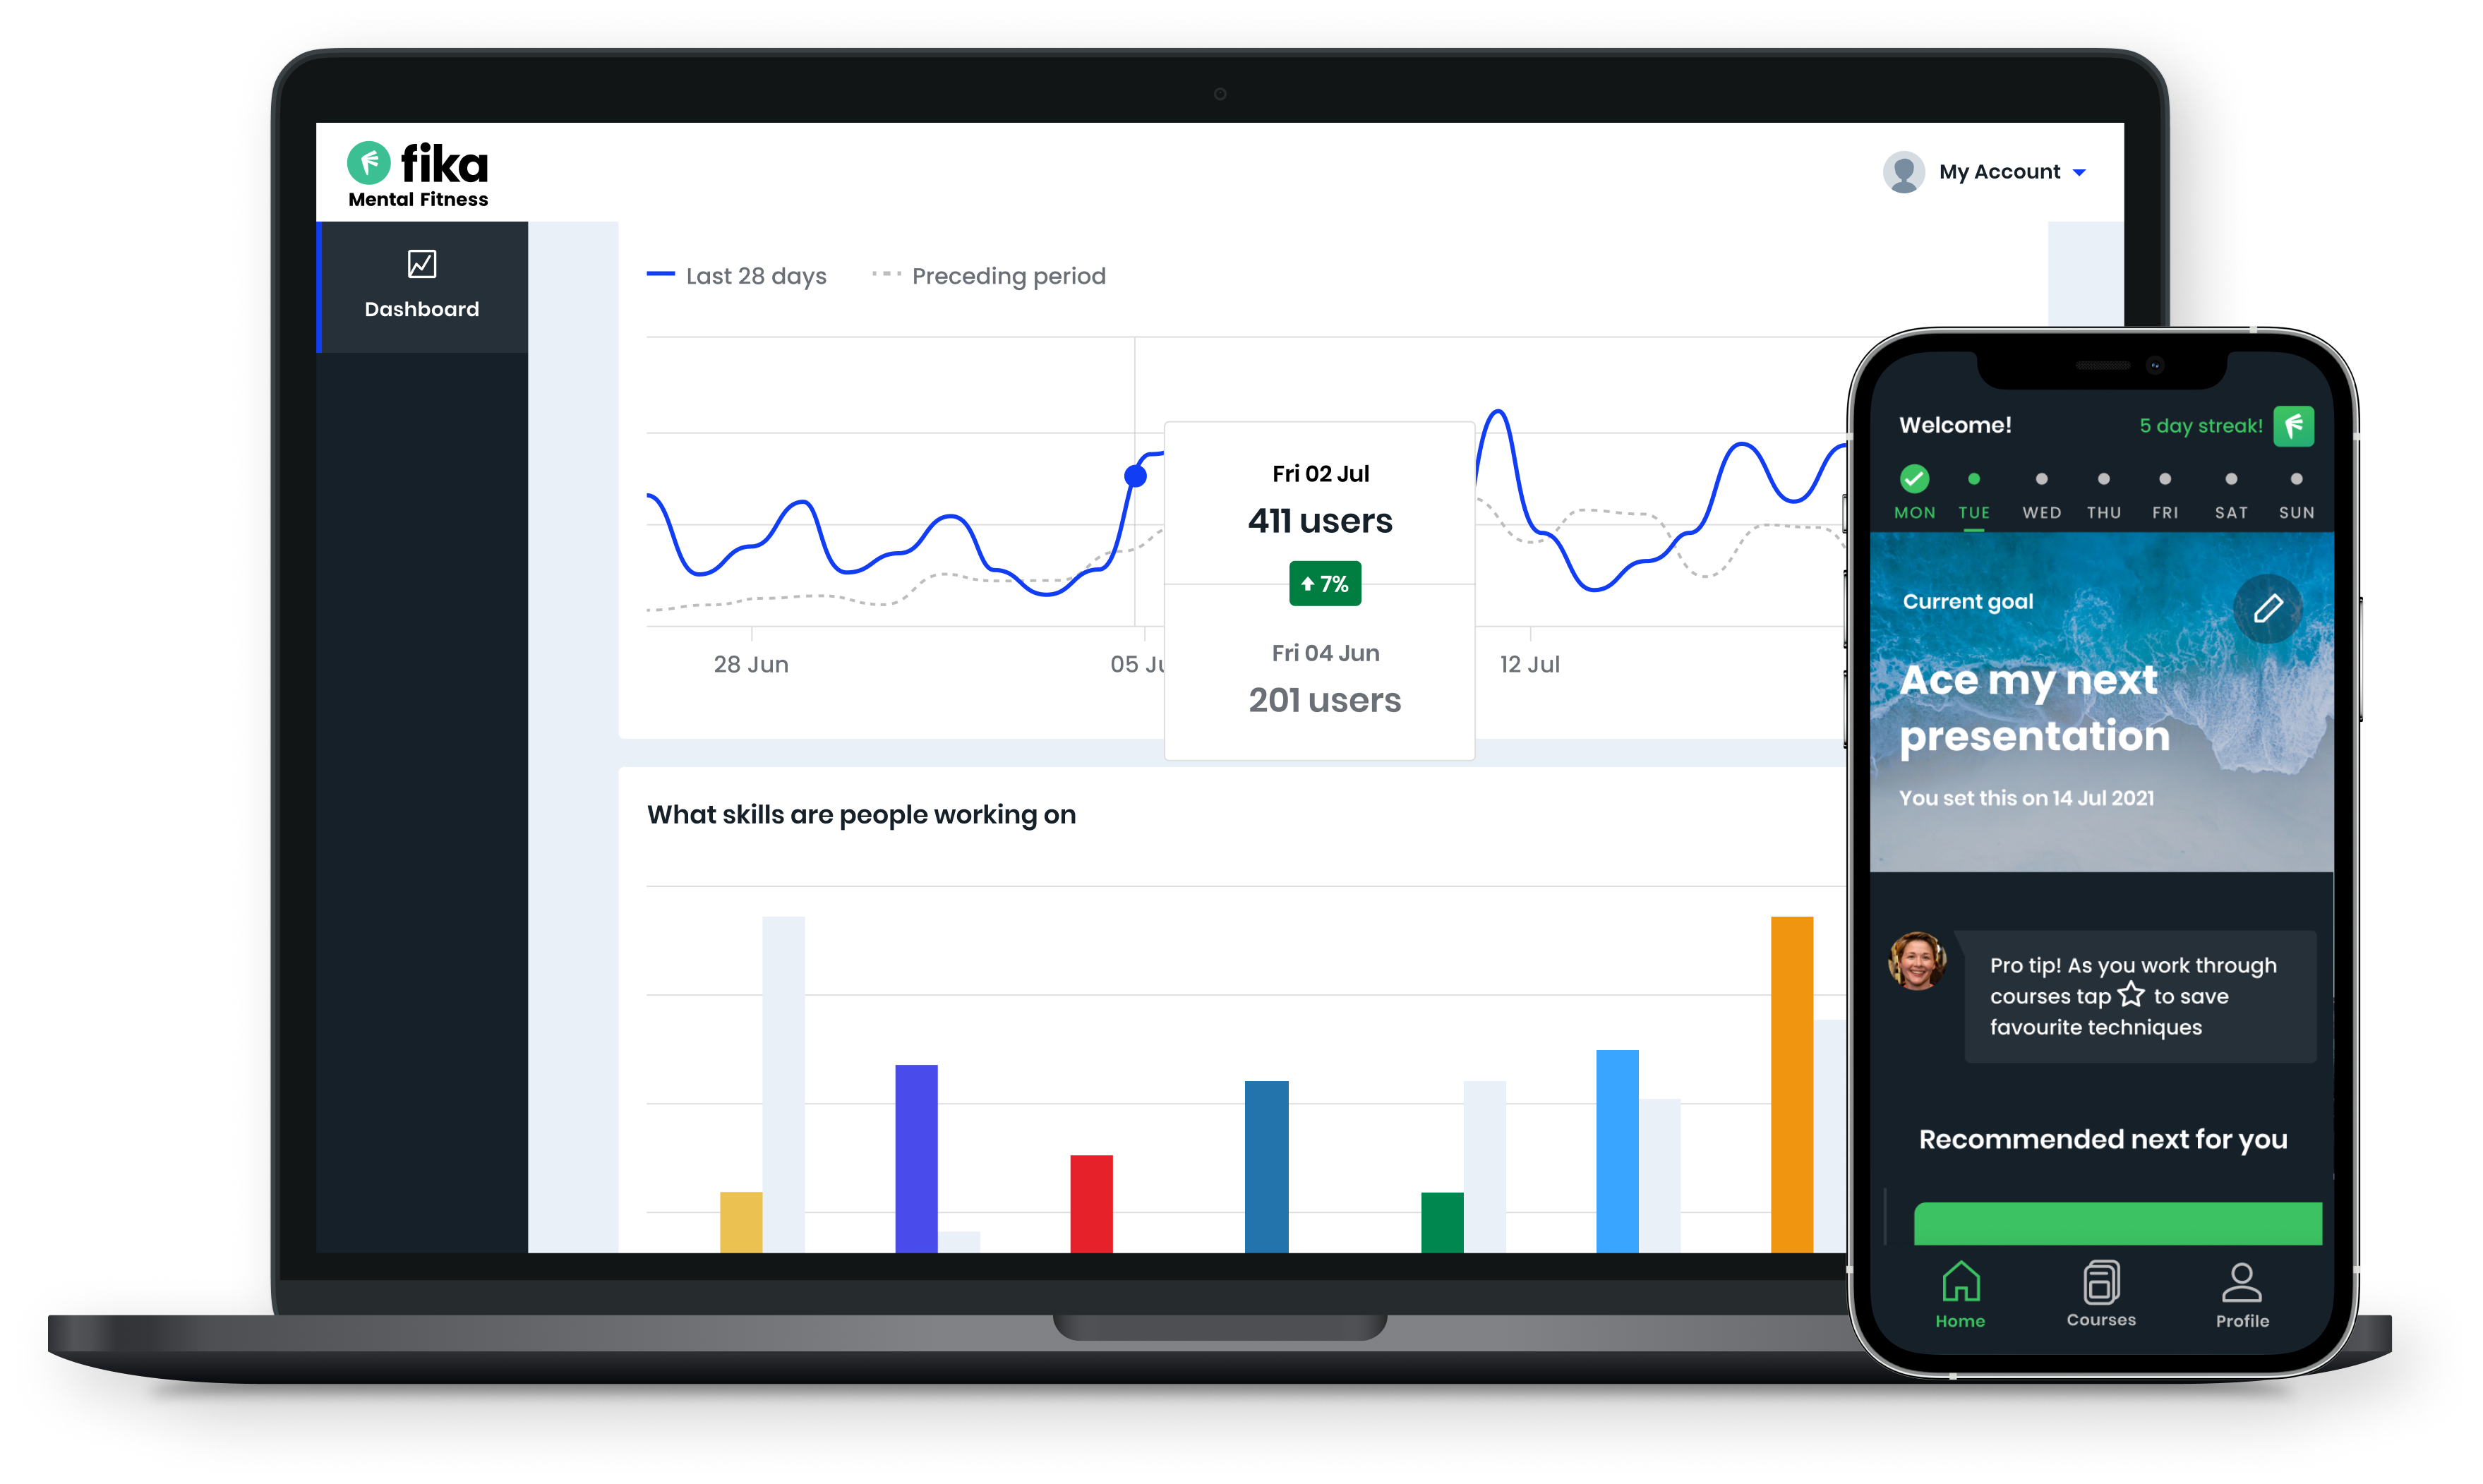 fika
Mental Fitness
My Account
Dashboard
Last 28 days
Preceding period
Fri 02 Jul
411 users
7%
Fri 04 Jun
201 users
28 Jun
05 Ju
12 Jul
What skills are people working on
Welcome!
5 day streak!
MON TUE WED THU FRI SAT SUN
Current goal
Ace my next
presentation
You set this on 14 Jul 2021
Pro tip! As you work through
courses tap to save
favourite techniques
Recommended next for you
Home
Courses
Profile